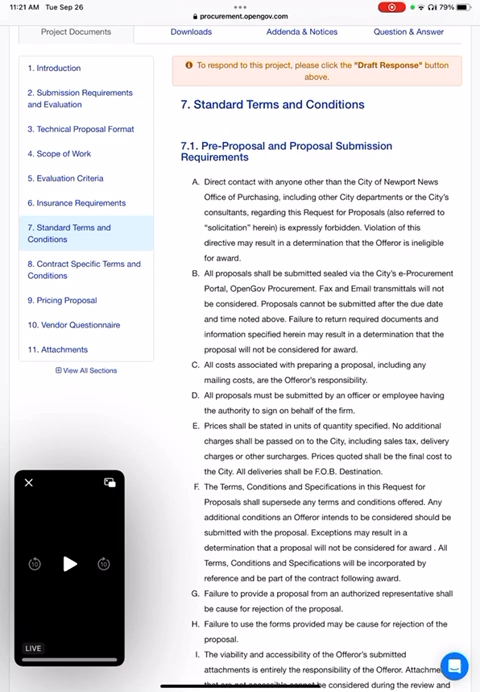 11:21 AM Tue Sep 26
79%
procurement.opengov.com
Project Documents
Downloads
Addenda & Notices
Question & Answer
1. Introduction
2. Submission Requirements
and Evaluation
3. Technical Proposal Format
4. Scope of Work
5. Evaluation Criteria
6. Insurance Requirements
7. Standard Terms and
Conditions
8. Contract Specific Terms and
Conditions
9. Pricing Proposal
10. Vendor Questionnaire
11. Attachments
View All Sections
To respond to this project, please click the "Draft Response" button
above.
7. Standard Terms and Conditions
7.1. Pre-Proposal and Proposal Submission
Requirements
A. Direct contact with anyone other than the City of Newport News
Office of Purchasing, including other City departments or the City's
consultants, regarding this Request for Proposals (also referred to
"solicitation" herein) is expressly forbidden. Violation of this
directive may result in a determination that the Offeror is ineligible
for award.
B. All proposals shall be submitted sealed via the City's e-Procurement
Portal, OpenGov Procurement. Fax and Email transmittals will not
be considered. Proposals cannot be submitted after the due date
and time noted above. Failure to return required documents and
information specified herein may result in a determination that the
proposal will not be considered for award.
C. All costs associated with preparing a proposal, including any
mailing costs, are the Offeror's responsibility.
D. All proposals must be submitted by an officer or employee having
the authority to sign on behalf of the firm.
E. Prices shall be stated in units of quantity specified. No additional
charges shall be passed on to the City, including sales tax, delivery
charges or other surcharges. Prices quoted shall be the final cost to
the City. All deliveries shall be F.O.B. Destination.
F. The Terms, Conditions and Specifications in this Request for
Proposals shall supersede any terms and conditions offered. Any
additional conditions an Offeror intends to be considered should be
submitted with the proposal. Exceptions may result in a
determination that a proposal will not be considered for award . All
Terms, Conditions and Specifications will be incorporated by
reference and be part of the contract following award.
G. Failure to provide a proposal from an authorized representative shall
be cause for rejection of the proposal.
H. Failure to use the forms provided may be cause for rejection of the
proposal.
I. The viability and accessibility of the Offeror's submitted
attachments is entirely the responsibility of the Offeror. Attachme
that are not accessible cannot be considered during the review and
10
10
LIVE